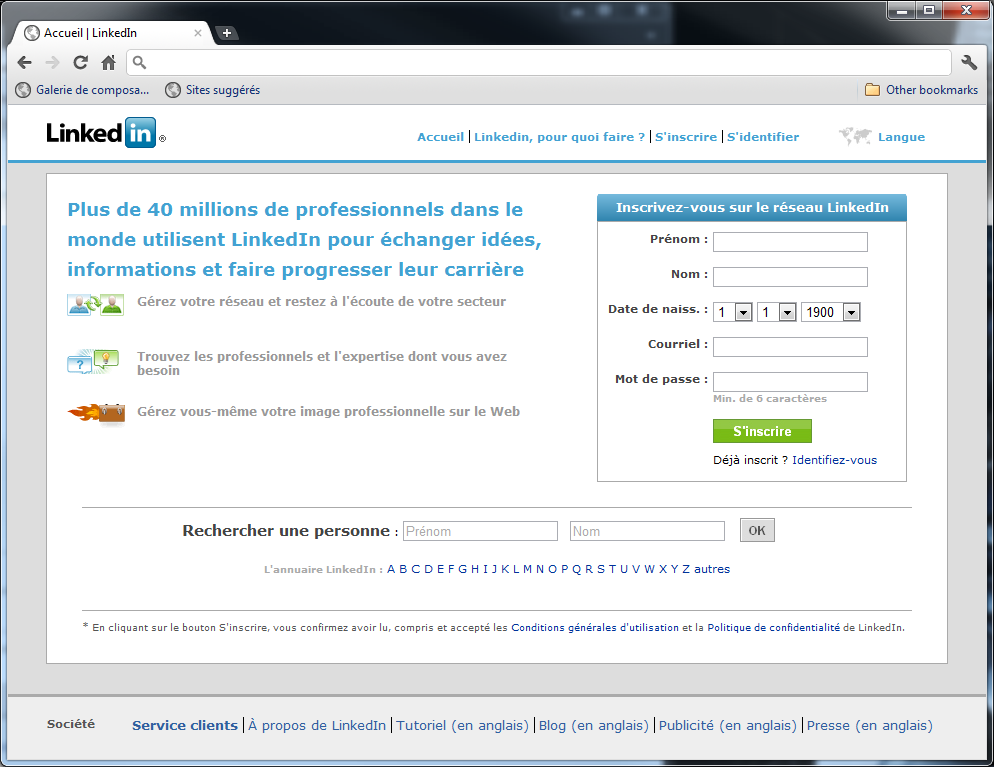 Accueil | LinkedIn
Galerie de composa... Sites suggérés Other bookmarks
Linked in ®
Accueil Linkedin, pour quoi faire ? S'inscrire S'identifier Langue
Plus de 40 millions de professionnels dans le
monde utilisent LinkedIn pour échanger idées,
informations et faire progresser leur carrière
Gérez votre réseau et restez à l'écoute de votre secteur
Trouvez les professionnels et l'expertise dont vous avez
besoin
Gérez vous-même votre image professionnelle sur le Web
Inscrivez-vous sur le réseau LinkedIn
Prénom :
Nom :
Date de naiss. : 1 1 1900
Courriel :
Mot de passe :
Min. de 6 caractères
S'inscrire
Déjà inscrit ? Identifiez-vous
Rechercher une personne : Prénom Nom OK
L'annuaire LinkedIn : A B C D E F G H I J K L M N O P Q R S T U V W X Y Z autres
* En cliquant sur le bouton S'inscrire, vous confirmez avoir lu, compris et accepté les Conditions générales d'utilisation et la Politique de confidentialité de LinkedIn.
Société Service clients À propos de LinkedIn Tutoriel (en anglais) Blog (en anglais) Publicité (en anglais) Presse (en anglais)